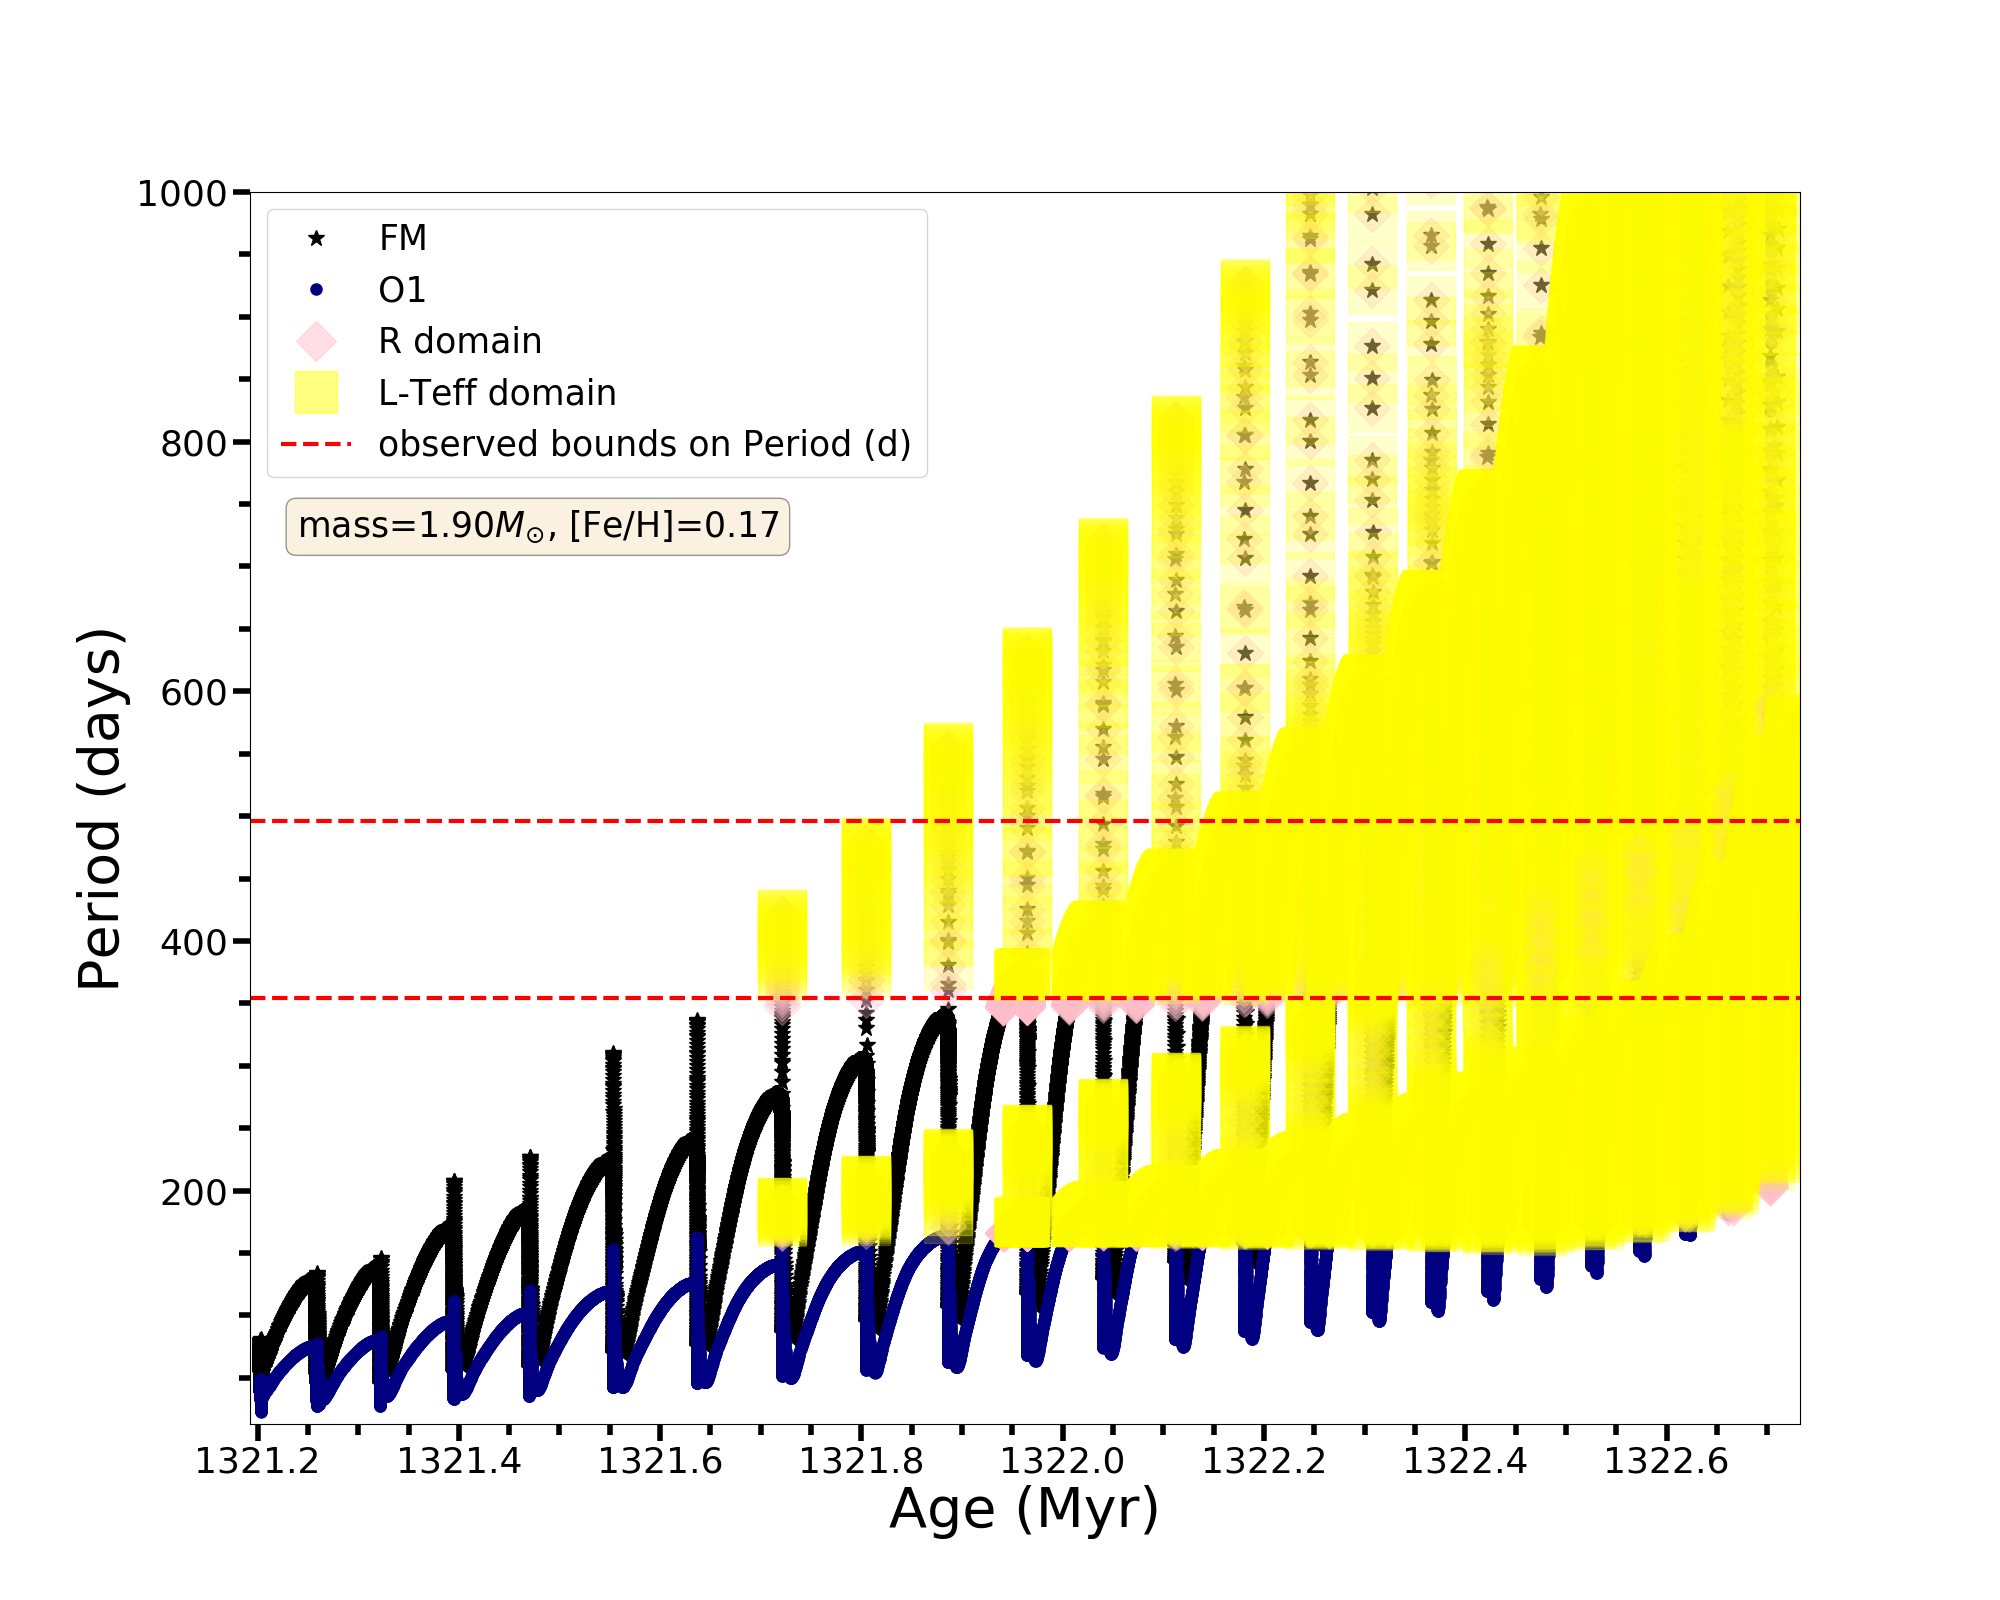 1000
800
600
400
200
Period (days)
FM
O1
R domain
L-Teff domain
observed bounds on Period (d)
mass=1.90M☉, [Fe/H]=0.17
1321.2 1321.4 1321.6 1321.8 1322.0 1322.2 1322.4 1322.6
Age (Myr)